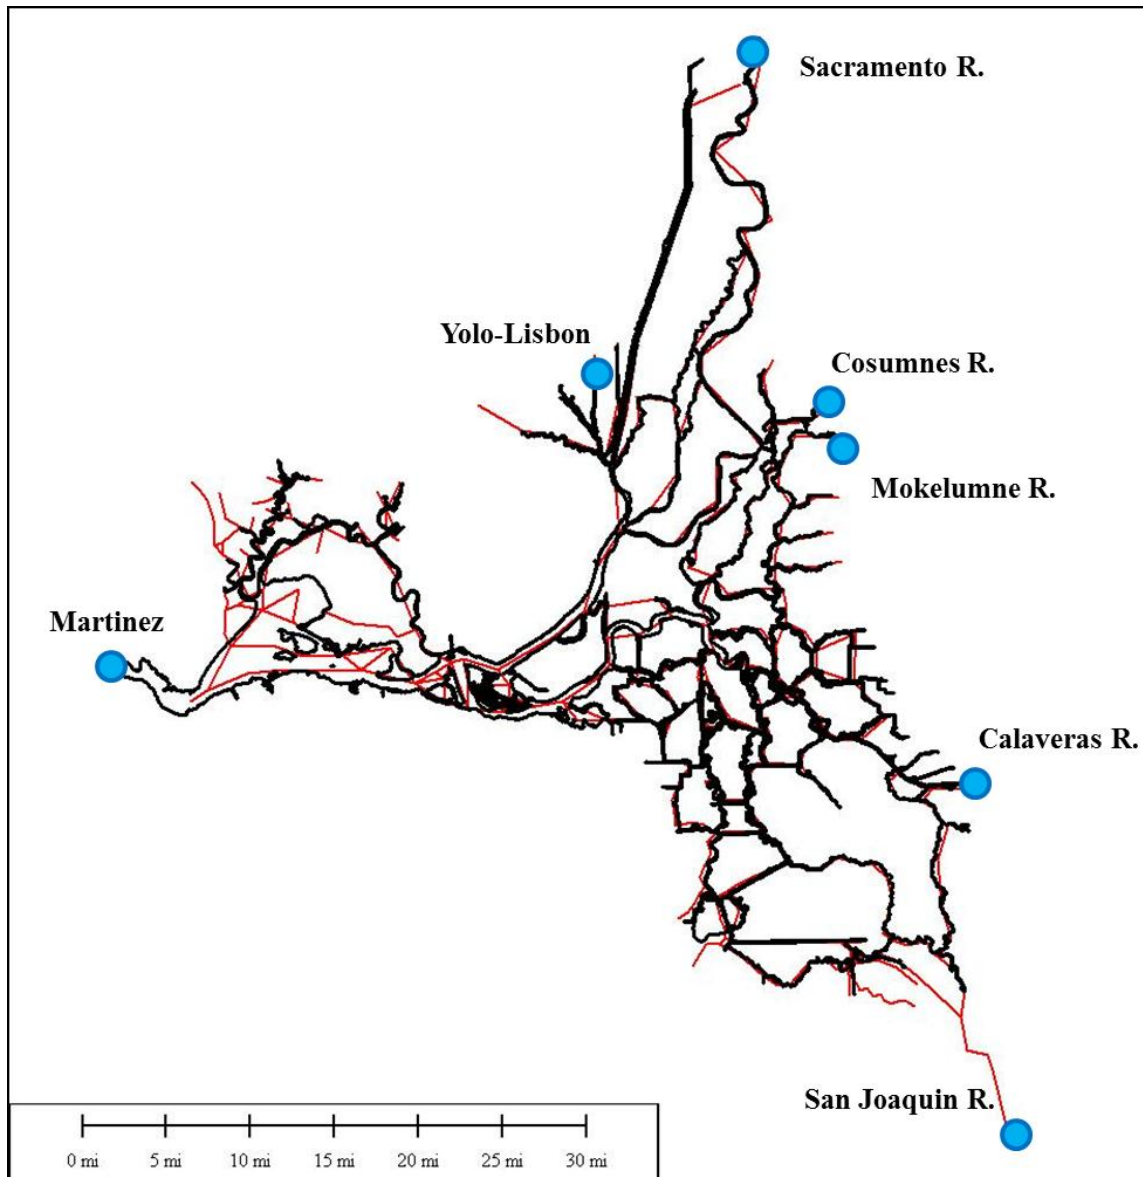 Sacramento R.
Yolo-Lisbon
Cosumnes R.
Mokelumne R.
Martinez
Calaveras R.
San Joaquin R.
0 mi 5 mi 10 mi 15 mi 20 mi 25 mi 30 mi